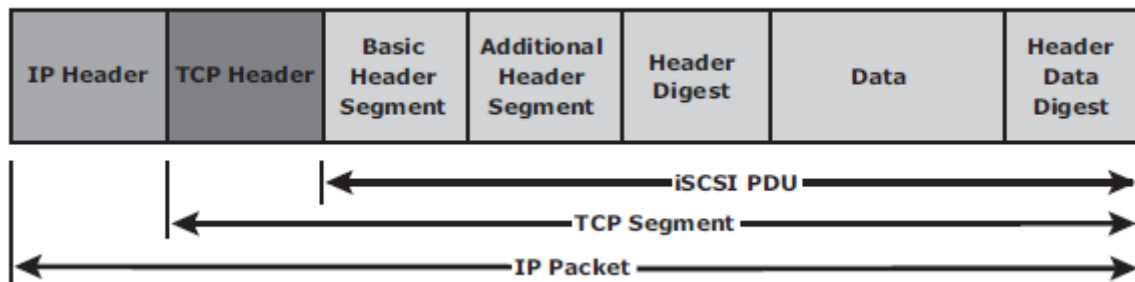 IP Header
TCP Header
Basic
Header
Segment
Additional
Header
Segment
Header
Digest
Data
Header
Data
Digest
iSCSI PDU
TCP Segment
IP Packet